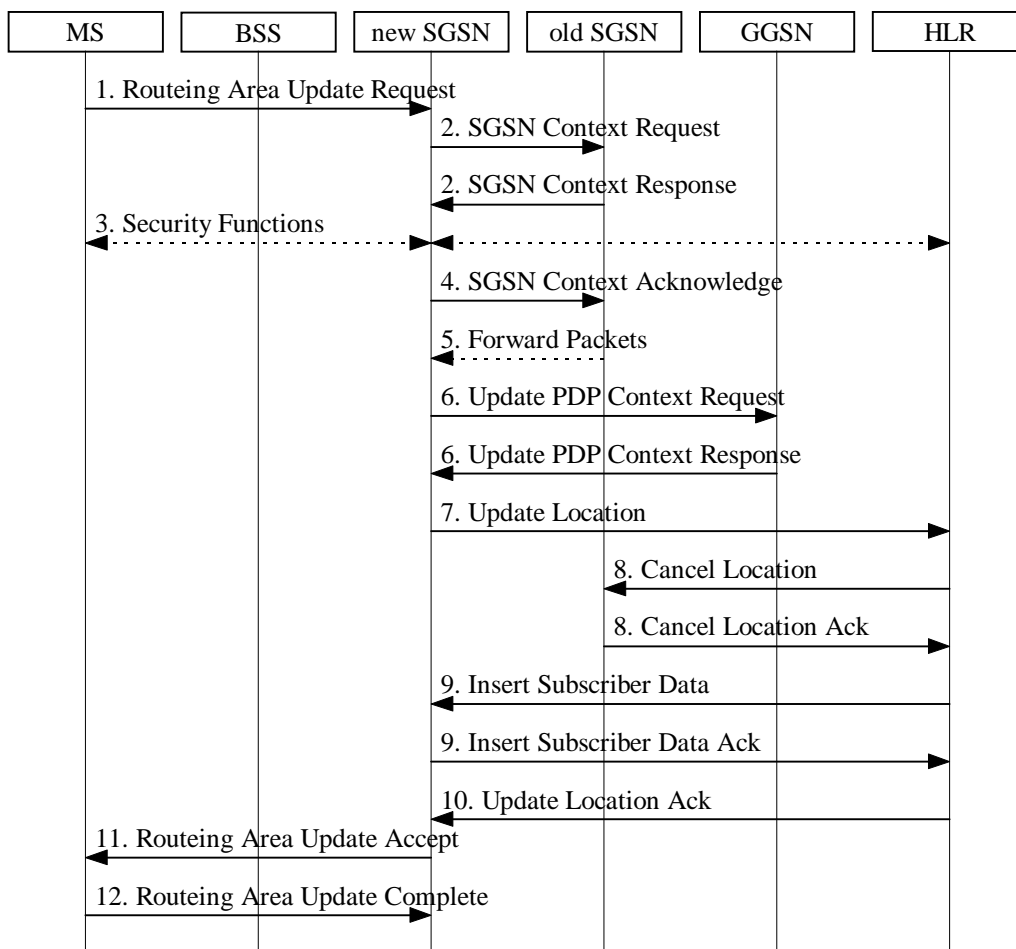 MS
BSS
new SGSN
old SGSN
GGSN
HLR
1. Routeing Area Update Request
2. SGSN Context Request
2. SGSN Context Response
3. Security Functions
4. SGSN Context Acknowledge
5. Forward Packets
6. Update PDP Context Request
6. Update PDP Context Response
7. Update Location
8. Cancel Location
8. Cancel Location Ack
9. Insert Subscriber Data
9. Insert Subscriber Data Ack
10. Update Location Ack
11. Routeing Area Update Accept
12. Routeing Area Update Complete